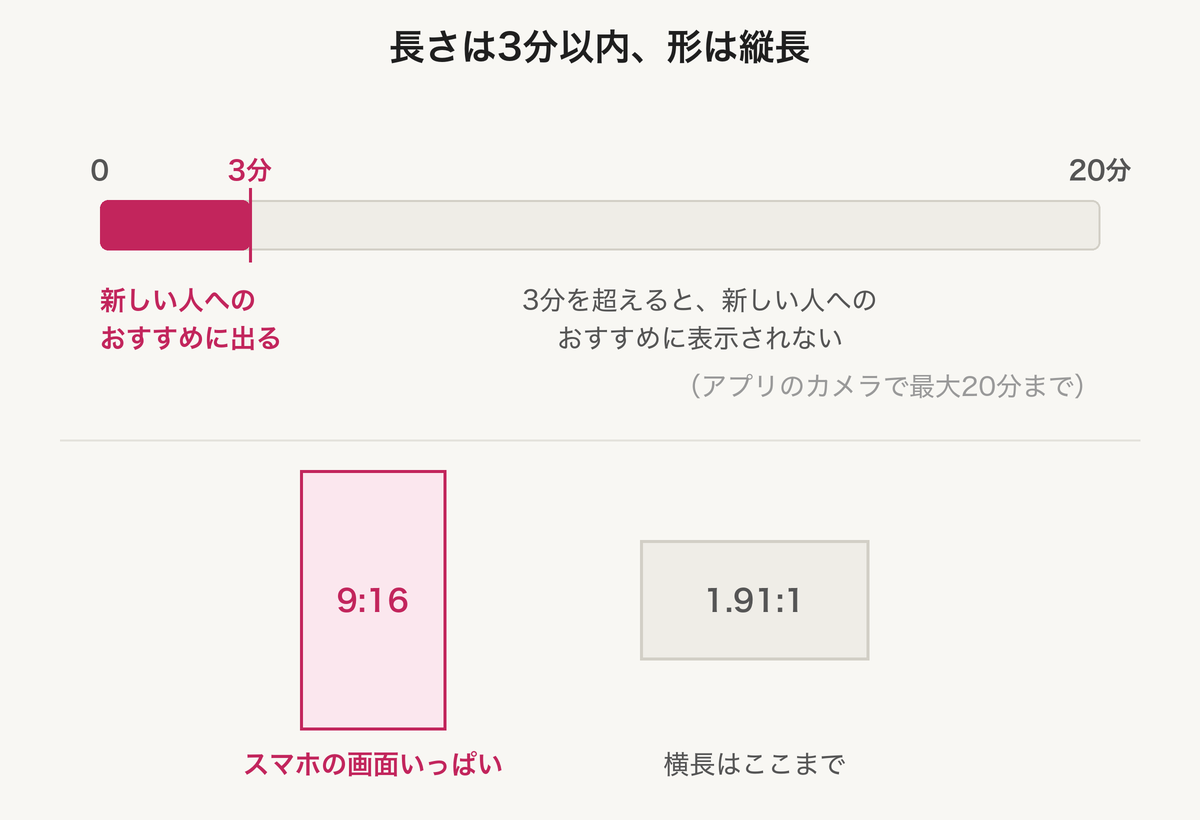 長さは3分以内、形は縦長
0
3分
20分
新しい人への
おすすめに出る
3分を超えると、新しい人への
おすすめに表示されない
（アプリのカメラで最大20分まで）
9:16
1.91:1
スマホの画面いっぱい
横長はここまで